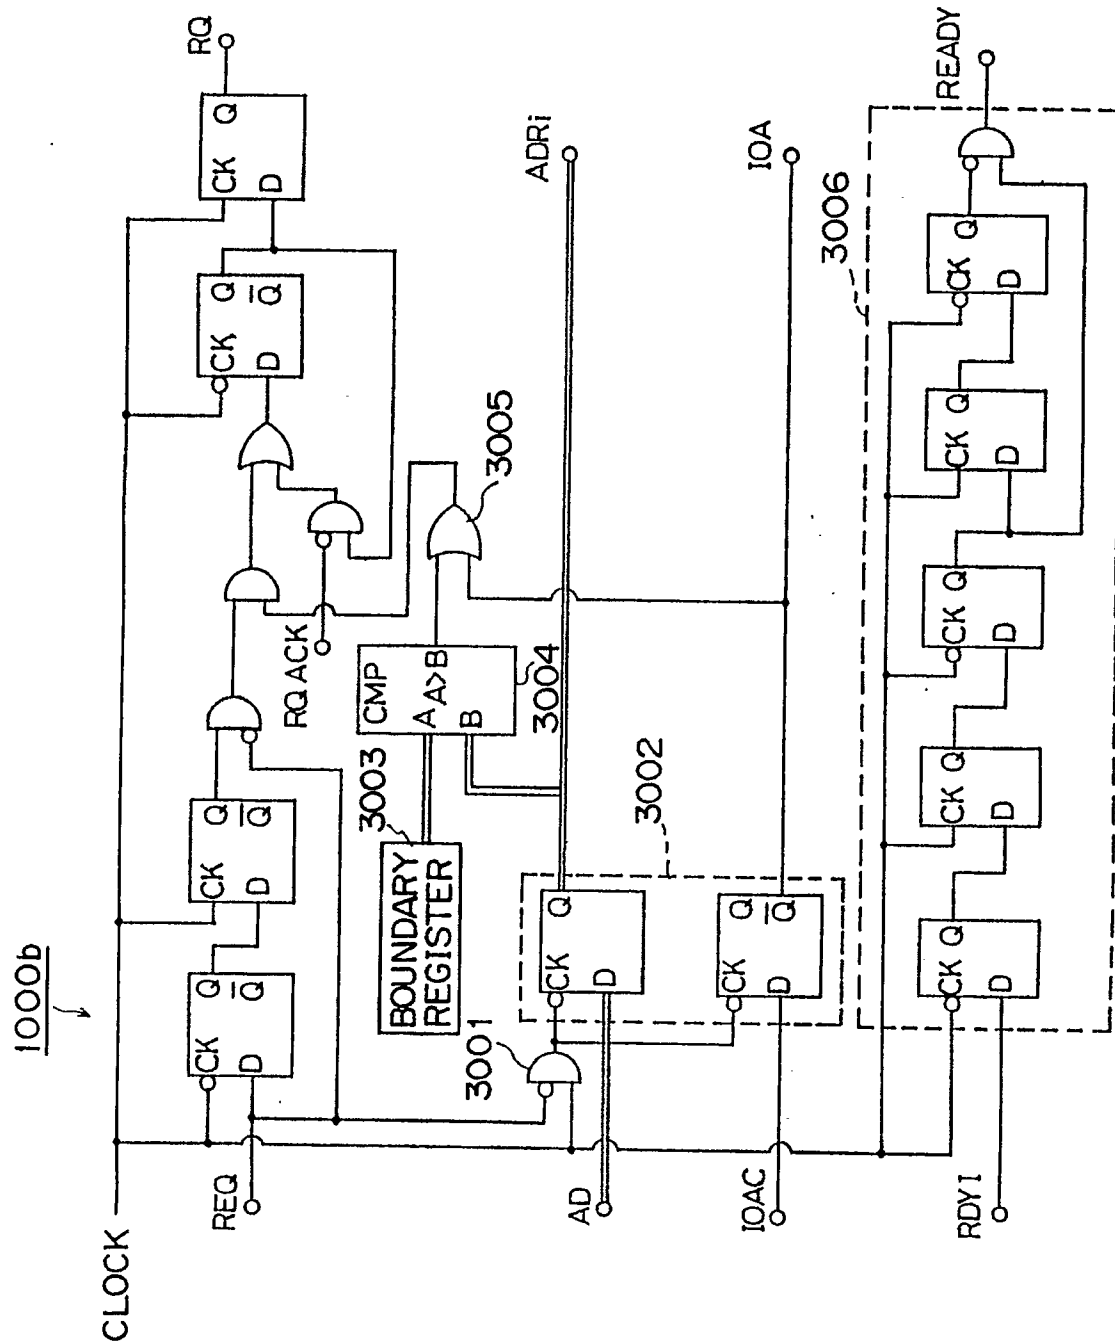 1000b
CLOCK
REQ
CK
Q
D
Q
CK
Q
D
Q
RQ ACK
CK
Q
D
Q
CK
Q
D
RQ
BOUNDARY
REGISTER
3003
CMP
A
A>B
B
3004
3005
3001
3002
AD
CK
Q
D
ADRi
IOAC
CK
Q
D
Q
IOA
RDYI
CK
Q
D
CK
Q
D
CK
Q
D
CK
Q
D
CK
Q
D
3006
READY